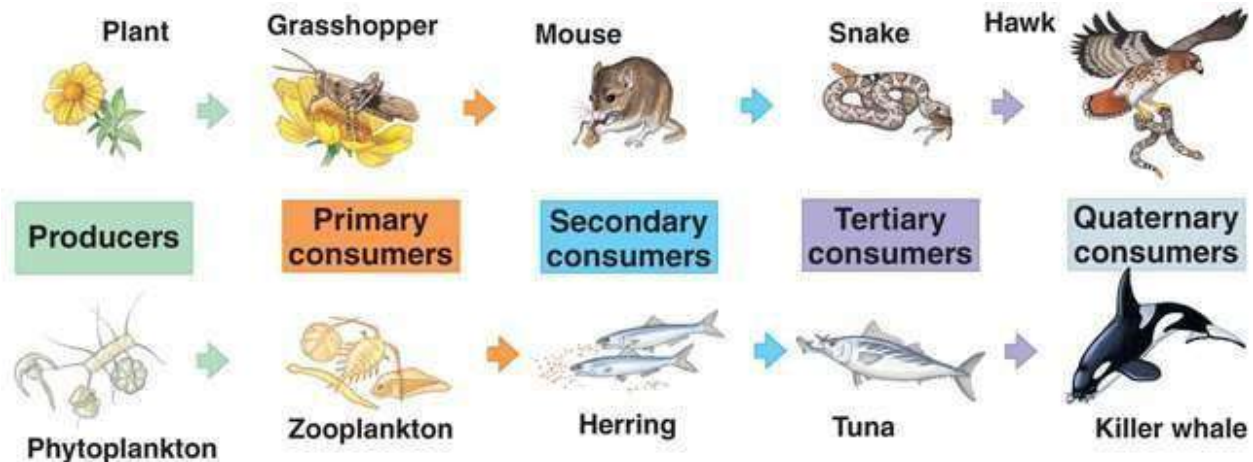 Plant
Grasshopper
Mouse
Snake
Hawk
Producers
Primary
consumers
Secondary
consumers
Tertiary
consumers
Quaternary
consumers
Phytoplankton
Zooplankton
Herring
Tuna
Killer whale